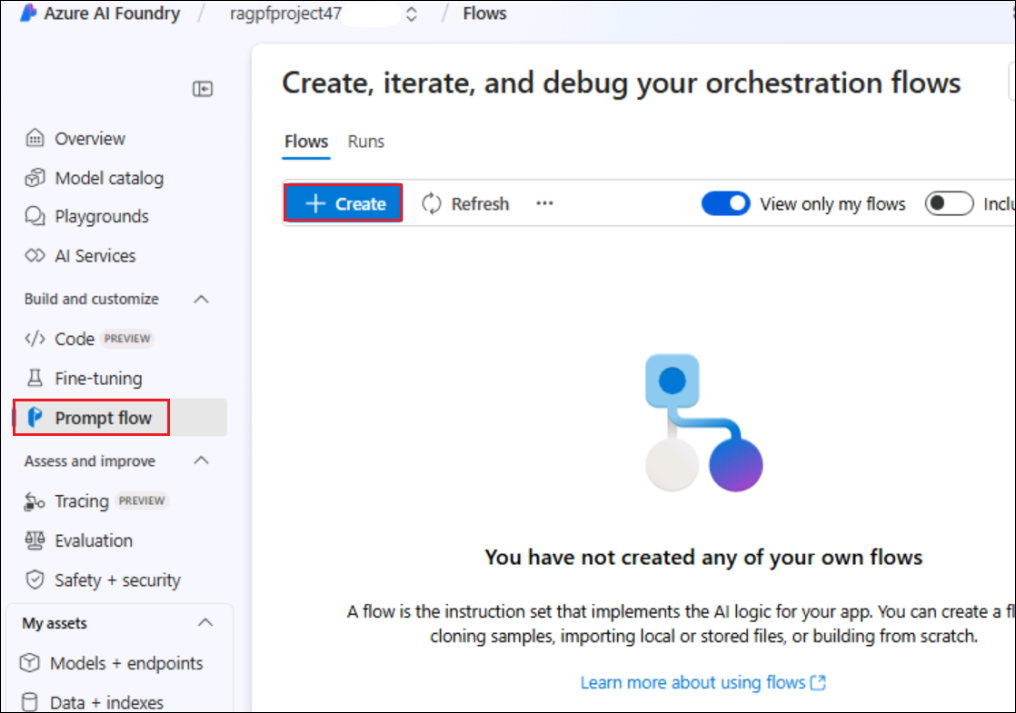 Azure AI Foundry / ragpfproject47 / Flows
Create, iterate, and debug your orchestration flows
Overview
Model catalog
Playgrounds
AI Services
Build and customize
Code PREVIEW
Fine-tuning
Prompt flow
Assess and improve
Tracing PREVIEW
Evaluation
Safety + security
My assets
Models + endpoints
Data + indexes
Flows Runs
+ Create Refresh ... View only my flows
You have not created any of your own flows
A flow is the instruction set that implements the AI logic for your app. You can create a
cloning samples, importing local or stored files, or building from scratch.
Learn more about using flows